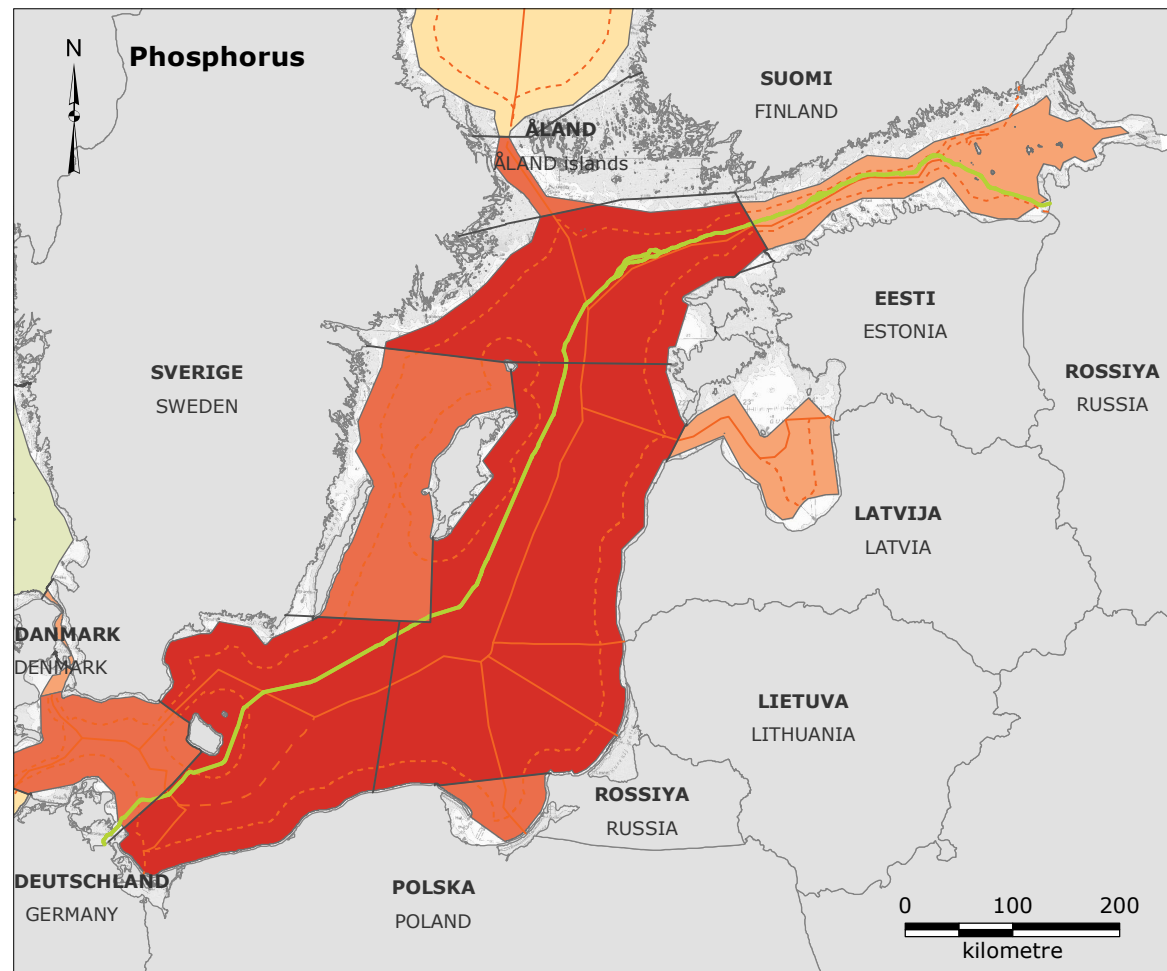 Phosphorus
N
SUOMI
FINLAND
ÅLAND
ÅLAND islands
EESTI
ESTONIA
SVERIGE
SWEDEN
ROSSIYA
RUSSIA
LATVIJA
LATVIA
DANMARK
DENMARK
LIETUVA
LITHUANIA
ROSSIYA
RUSSIA
DEUTSCHLAND
GERMANY
POLSKA
POLAND
0 100 200
kilometre